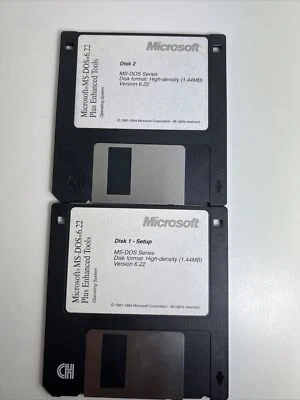 Microsoft
Disk 2
MS-DOS Series
Disk format: High-density (1.44MB)
Version 6.22
© 1981-1994 Microsoft Corporation. All rights reserved.
Microsoft® MS-DOS® 6.22
Plus Enhanced Tools
Operating System
Microsoft
Disk 1 - Setup
MS-DOS Series
Disk format: High-density (1.44MB)
Version 6.22
© 1981-1994 Microsoft Corporation. All rights reserved.
Microsoft® MS-DOS® 6.22
Plus Enhanced Tools
Operating System
HD